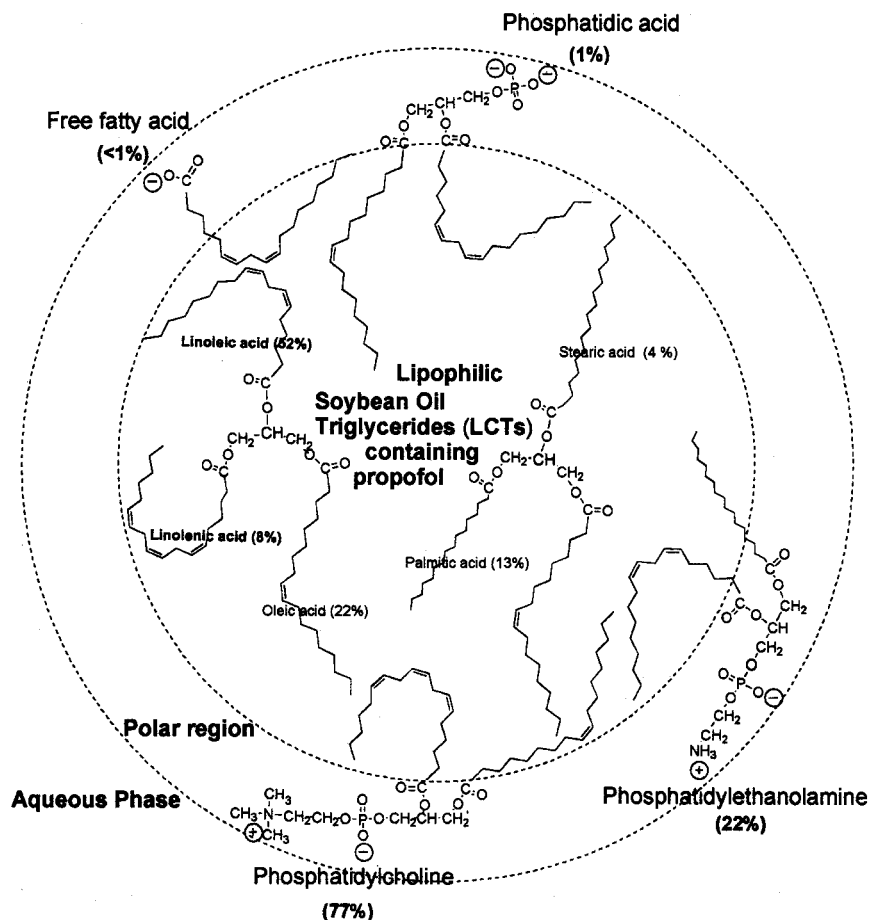 Phosphatidic acid
(1%)
Free fatty acid
(<1%)
Linoleic acid (52%)
Stearic acid (4 %)
Lipophilic
Soybean Oil
Triglycerides (LCTs)
containing
propofol
Linolenic acid (8%)
Palmitic acid (13%)
Oleic acid (22%)
Polar region
Aqueous Phase
Phosphatidylethanolamine
(22%)
Phosphatidylcholine
(77%)